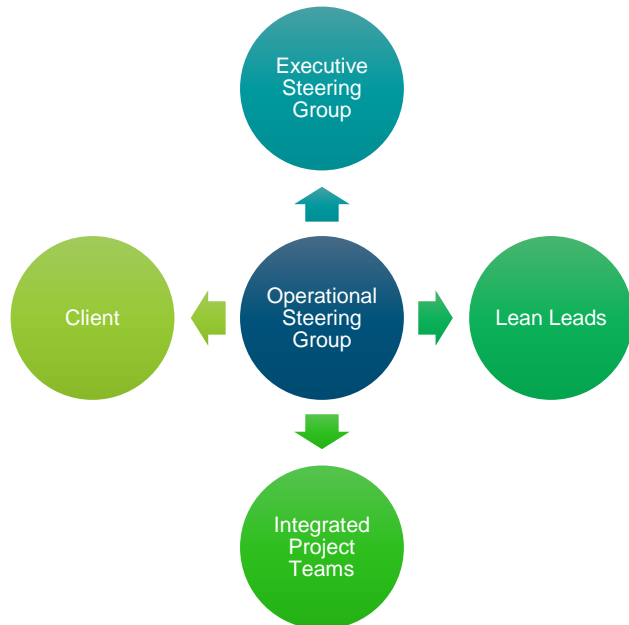 Executive
Steering
Group
Client
Operational
Steering
Group
Lean Leads
Integrated
Project
Teams